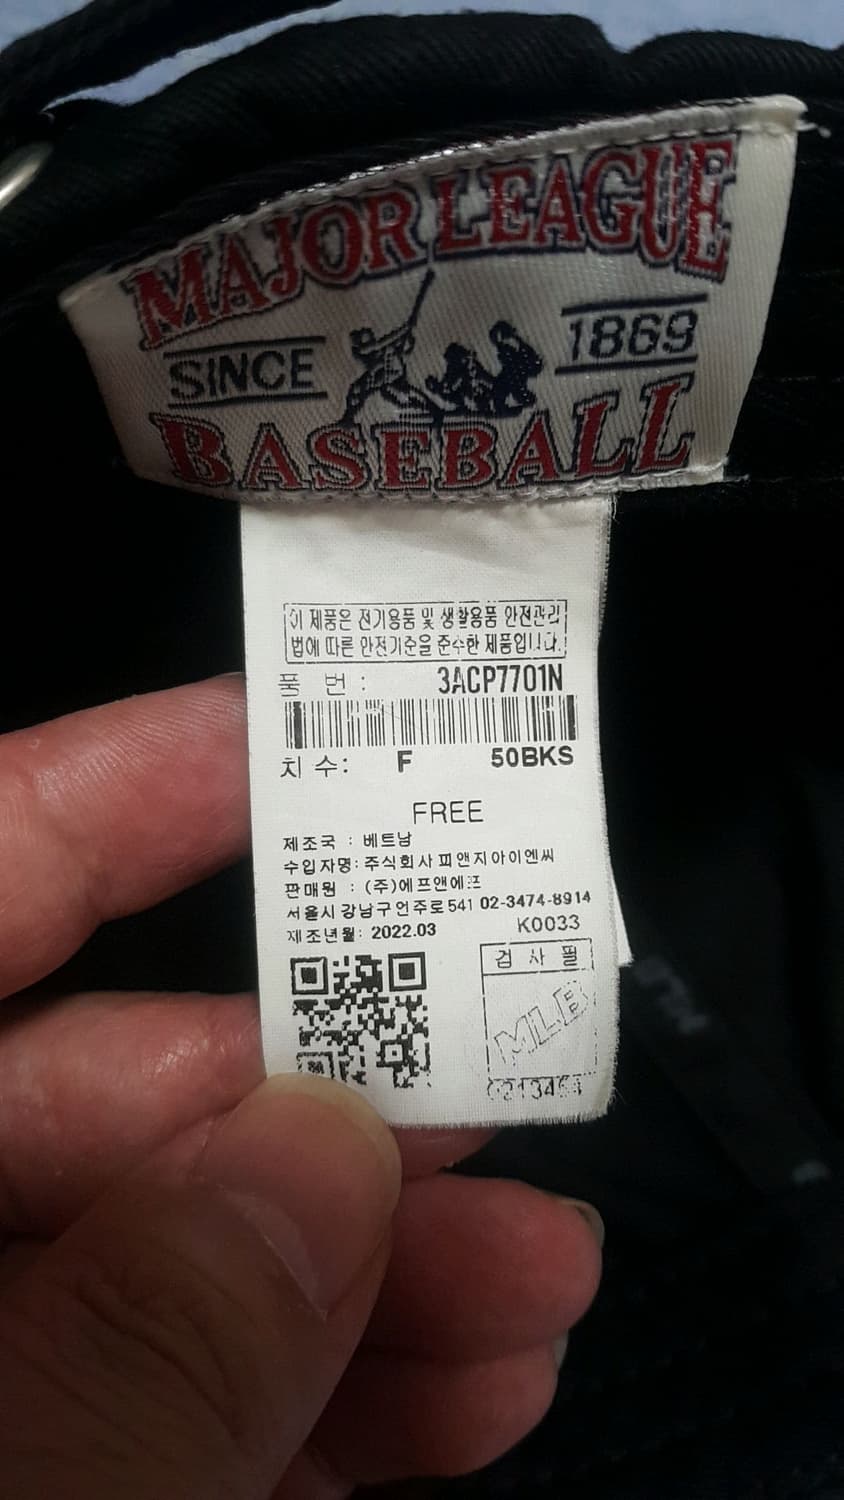 MAJOR LEAGUE
SINCE 1869
BASEBALL
이 제품은 전기용품 및 생활용품 안전관리
법에 따른 안전기준을 준수한 제품입니다.
품 번 : 3ACP7701N
치 수: F 50BKS
FREE
제조국 : 베트남
수입자명: 주식회사 피앤지아이엔씨
판매원 : (주)에프앤에프
서울시 강남구 언주로 541 02-3474-8914
제조년월: 2022.03 K0033
검 사 필
MLB